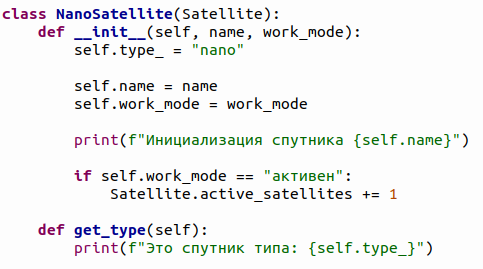 class NanoSatellite(Satellite):
    def __init__(self, name, work_mode):
        self.type_ = "nano"

        self.name = name
        self.work_mode = work_mode

        print(f"Инициализация спутника {self.name}")

        if self.work_mode == "активен":
            Satellite.active_satellites += 1

    def get_type(self):
        print(f"Это спутник типа: {self.type_}")